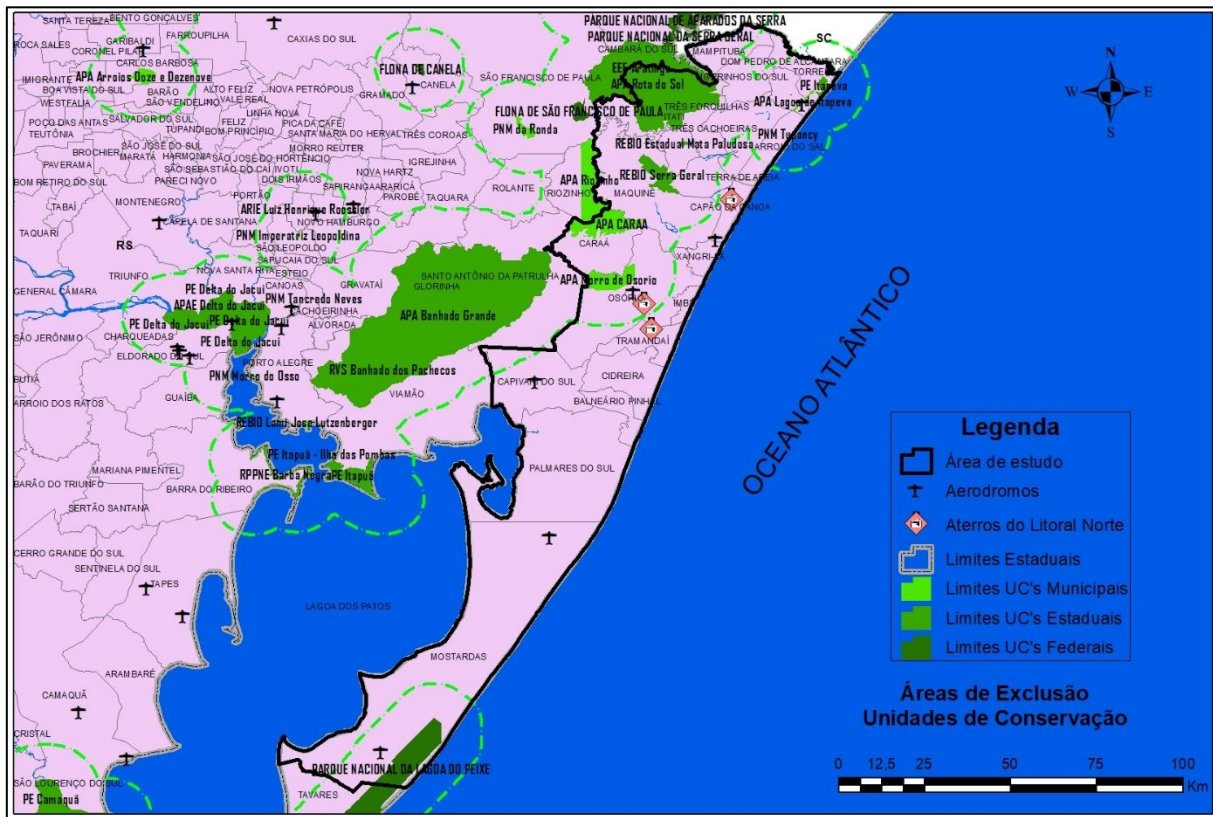 SANTA TEREZA
BENTO GONÇALVES
FARROUPILHA
PARQUE NACIONAL DE APARADOS DA SERRA
ROCA SALES
GARIBALDI
CAXIAS DO SUL
PARQUE NACIONAL DA SERRA GERAL
SC
CORONEL PILAR
CAMBARÁ DO SUL
MAMPITUBA
CARLOS BARBOSA
DOM PEDRO DE ALCÂNTARA
IMIGRANTE
APA Arroios Doze e Dezenove
FLONA DE CANELA
SÃO FRANCISCO DE PAULA
TORRES
BOA VISTA DO SUL
BARÃO
ALTO FELIZ
NOVA PETRÓPOLIS
CANELA
APA Rota do Sol
PE Itapeva
WESTFALIA
SÃO VENDELINO
VALE REAL
GRAMADO
TRÊS FORQUILHAS
APA Lagoa de Itapeva
POÇO DAS ANTAS
SALVADOR DO SUL
LINHA NOVA
FLONA DE SÃO FRANCISCO DE PAULA
ITATI
TEUTÔNIA
TUPANDI
FELIZ
PICADA CAFÉ
PNM da Ronda
TRÊS CACHOEIRAS
PNM Tupancy
BOM PRINCÍPIO
SANTA MARIA DO HERVAL
TRÊS COROAS
ARROIO DO SAL
BROCHIER
SÃO JOSÉ DO SUL
MORRO REUTER
REBIO Estadual Mata Paludosa
PAVERAMA
MARATÁ
HARMONIA
SÃO JOSÉ DO HORTÊNCIO
IGREJINHA
SÃO SEBASTIÃO DO CAÍ
IVOTI
NOVA HARTZ
APA Riozinho
REBIO Serra Geral
TERRA DE AREIA
BOM RETIRO DO SUL
PARECI NOVO
DOIS IRMÃOS
SAPIRANGA
ARARICÁ
ROLANTE
RIOZINHO
MAQUINÉ
TABAÍ
MONTENEGRO
PORTÃO
PAROBÉ
TAQUARA
CAPÃO DA CANOA
ARIE Luiz Henrique Roessler
CAPELA DE SANTANA
NOVO HAMBURGO
APA CARAÁ
TAQUARI
PNM Imperatriz Leopoldina
CARAÁ
RS
SÃO LEOPOLDO
XANGRI-LÁ
SAPUCAIA DO SUL
TRIUNFO
NOVA SANTA RITA
ESTEIO
SANTO ANTÔNIO DA PATRULHA
APA Morro de Osorio
GENERAL CÂMARA
PE Delta do Jacuí
CANOAS
GRAVATAÍ
GLORINHA
OSÓRIO
IMBÉ
APAE Delta do Jacuí
PNM Tancredo Neves
CACHOEIRINHA
APA Banhado Grande
PE Delta do Jacuí
PE Delta do Jacuí
ALVORADA
SÃO JERÔNIMO
CHARQUEADAS
PE Delta do Jacuí
TRAMANDAÍ
ELDORADO DO SUL
PORTO ALEGRE
RVS Banhado dos Pachecos
CIDREIRA
BUTIÁ
PNM Morro do Osso
CAPIVARI DO SUL
ARROIO DOS RATOS
GUAÍBA
VIAMÃO
BALNEÁRIO PINHAL
REBIO Lami Jose Lutzenberger
PE Itapuã - Ilha das Pombas
MARIANA PIMENTEL
RPPNE Barba Negra
PE Itapuã
PALMARES DO SUL
BARÃO DO TRIUNFO
BARRA DO RIBEIRO
SERTÃO SANTANA
CERRO GRANDE DO SUL
SENTINELA DO SUL
TAPES
LAGOA DOS PATOS
MOSTARDAS
ARAMBARÉ
CAMAQUÃ
CRISTAL
PARQUE NACIONAL DA LAGOA DO PEIXE
SÃO LOURENÇO DO SUL
TAVARES
PE Camaquã
OCEANO ATLÂNTICO
N
W
E
S
Legenda
Área de estudo
Aerodromos
Aterros do Litoral Norte
Limites Estaduais
Limites UC's Municipais
Limites UC's Estaduais
Limites UC's Federais
Áreas de Exclusão
Unidades de Conservação
0 12,5 25 50 75 100
Km